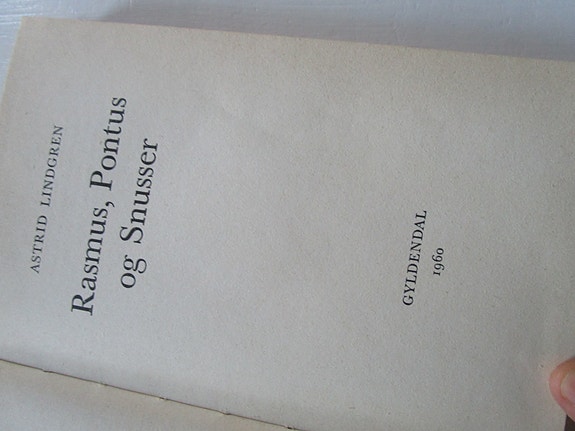 ASTRID LINDGREN
Rasmus, Pontus
og Snusser
GYLDENDAL
1960